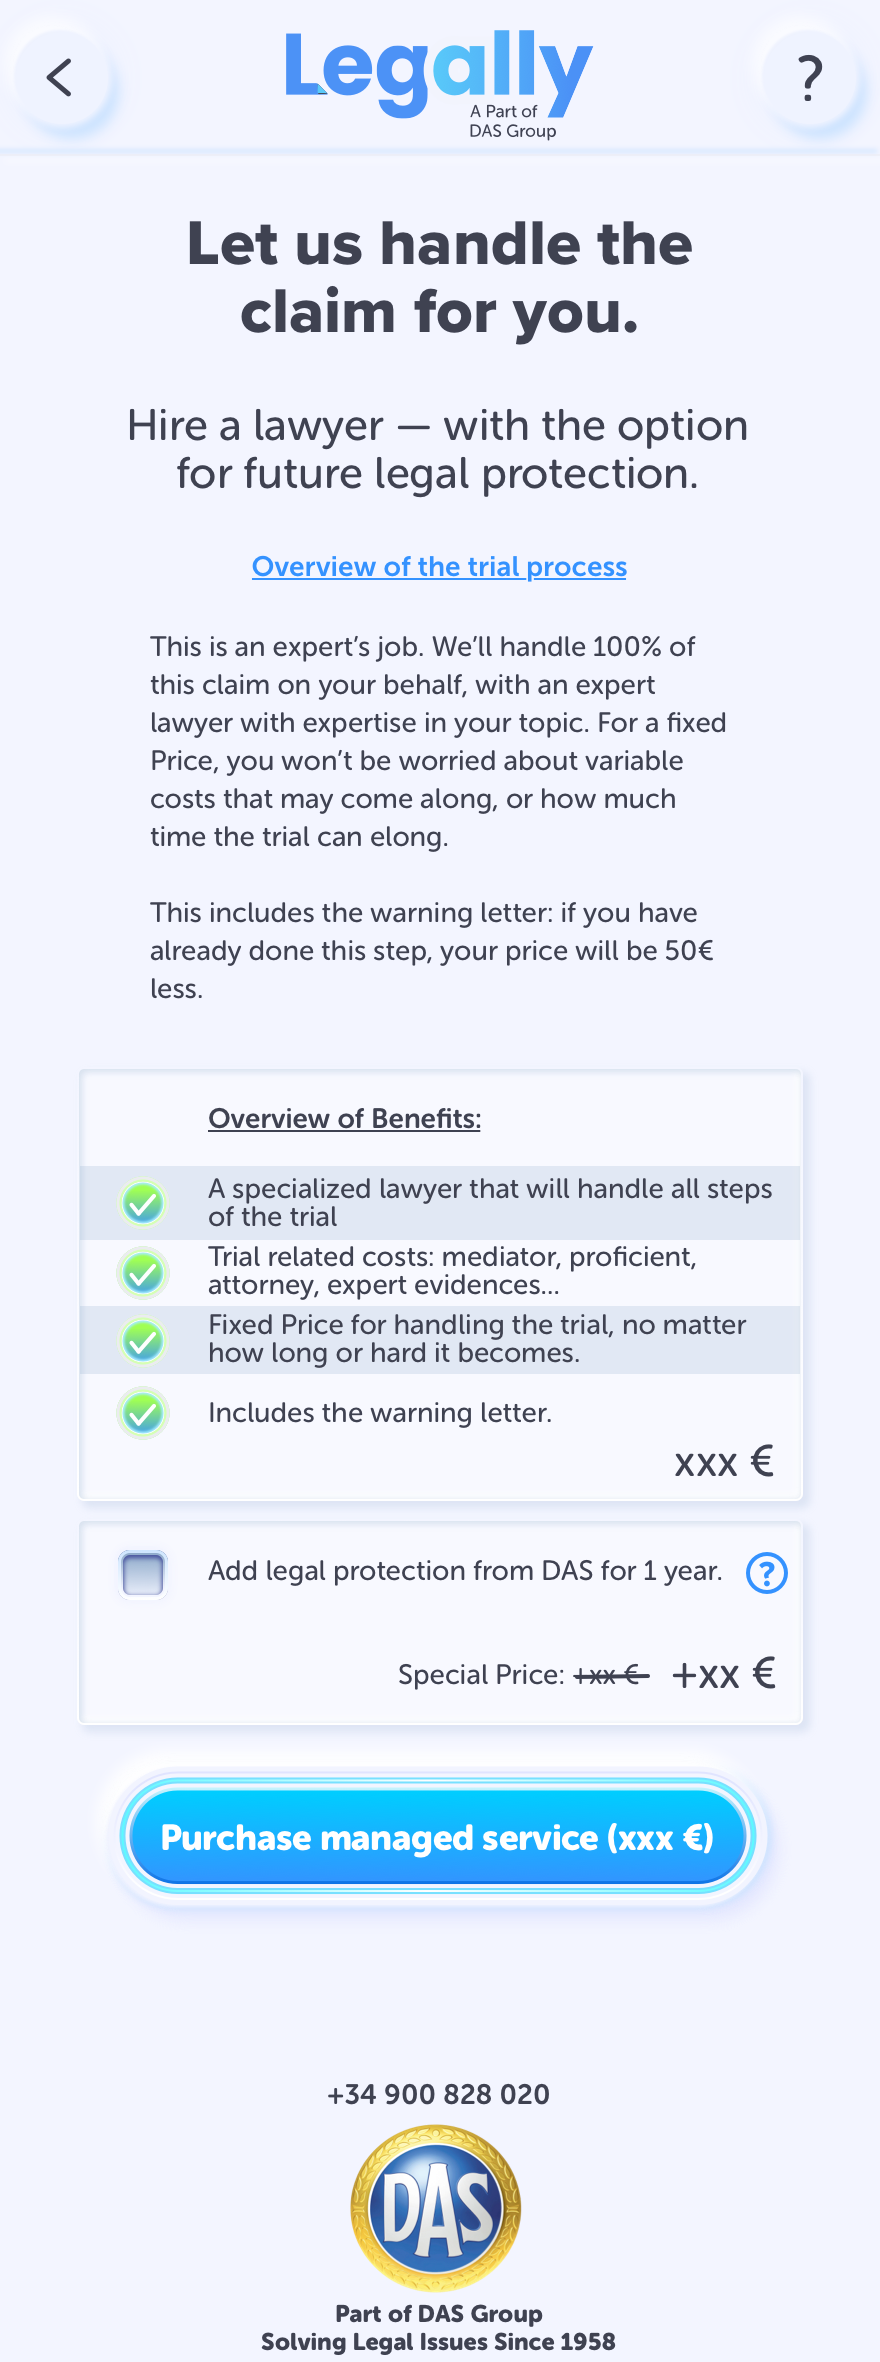 Legally
A Part of
DAS Group
?
Let us handle the
claim for you.
Hire a lawyer — with the option
for future legal protection.
Overview of the trial process
This is an expert’s job. We’ll handle 100% of
this claim on your behalf, with an expert
lawyer with expertise in your topic. For a fixed
Price, you won’t be worried about variable
costs that may come along, or how much
time the trial can elong.
This includes the warning letter: if you have
already done this step, your price will be 50€
less.
Overview of Benefits:
A specialized lawyer that will handle all steps
of the trial
Trial related costs: mediator, proficient,
attorney, expert evidences...
Fixed Price for handling the trial, no matter
how long or hard it becomes.
Includes the warning letter.
xxx €
Add legal protection from DAS for 1 year. ?
Special Price: +xx € +xx €
Purchase managed service (xxx €)
+34 900 828 020
DAS
Part of DAS Group
Solving Legal Issues Since 1958